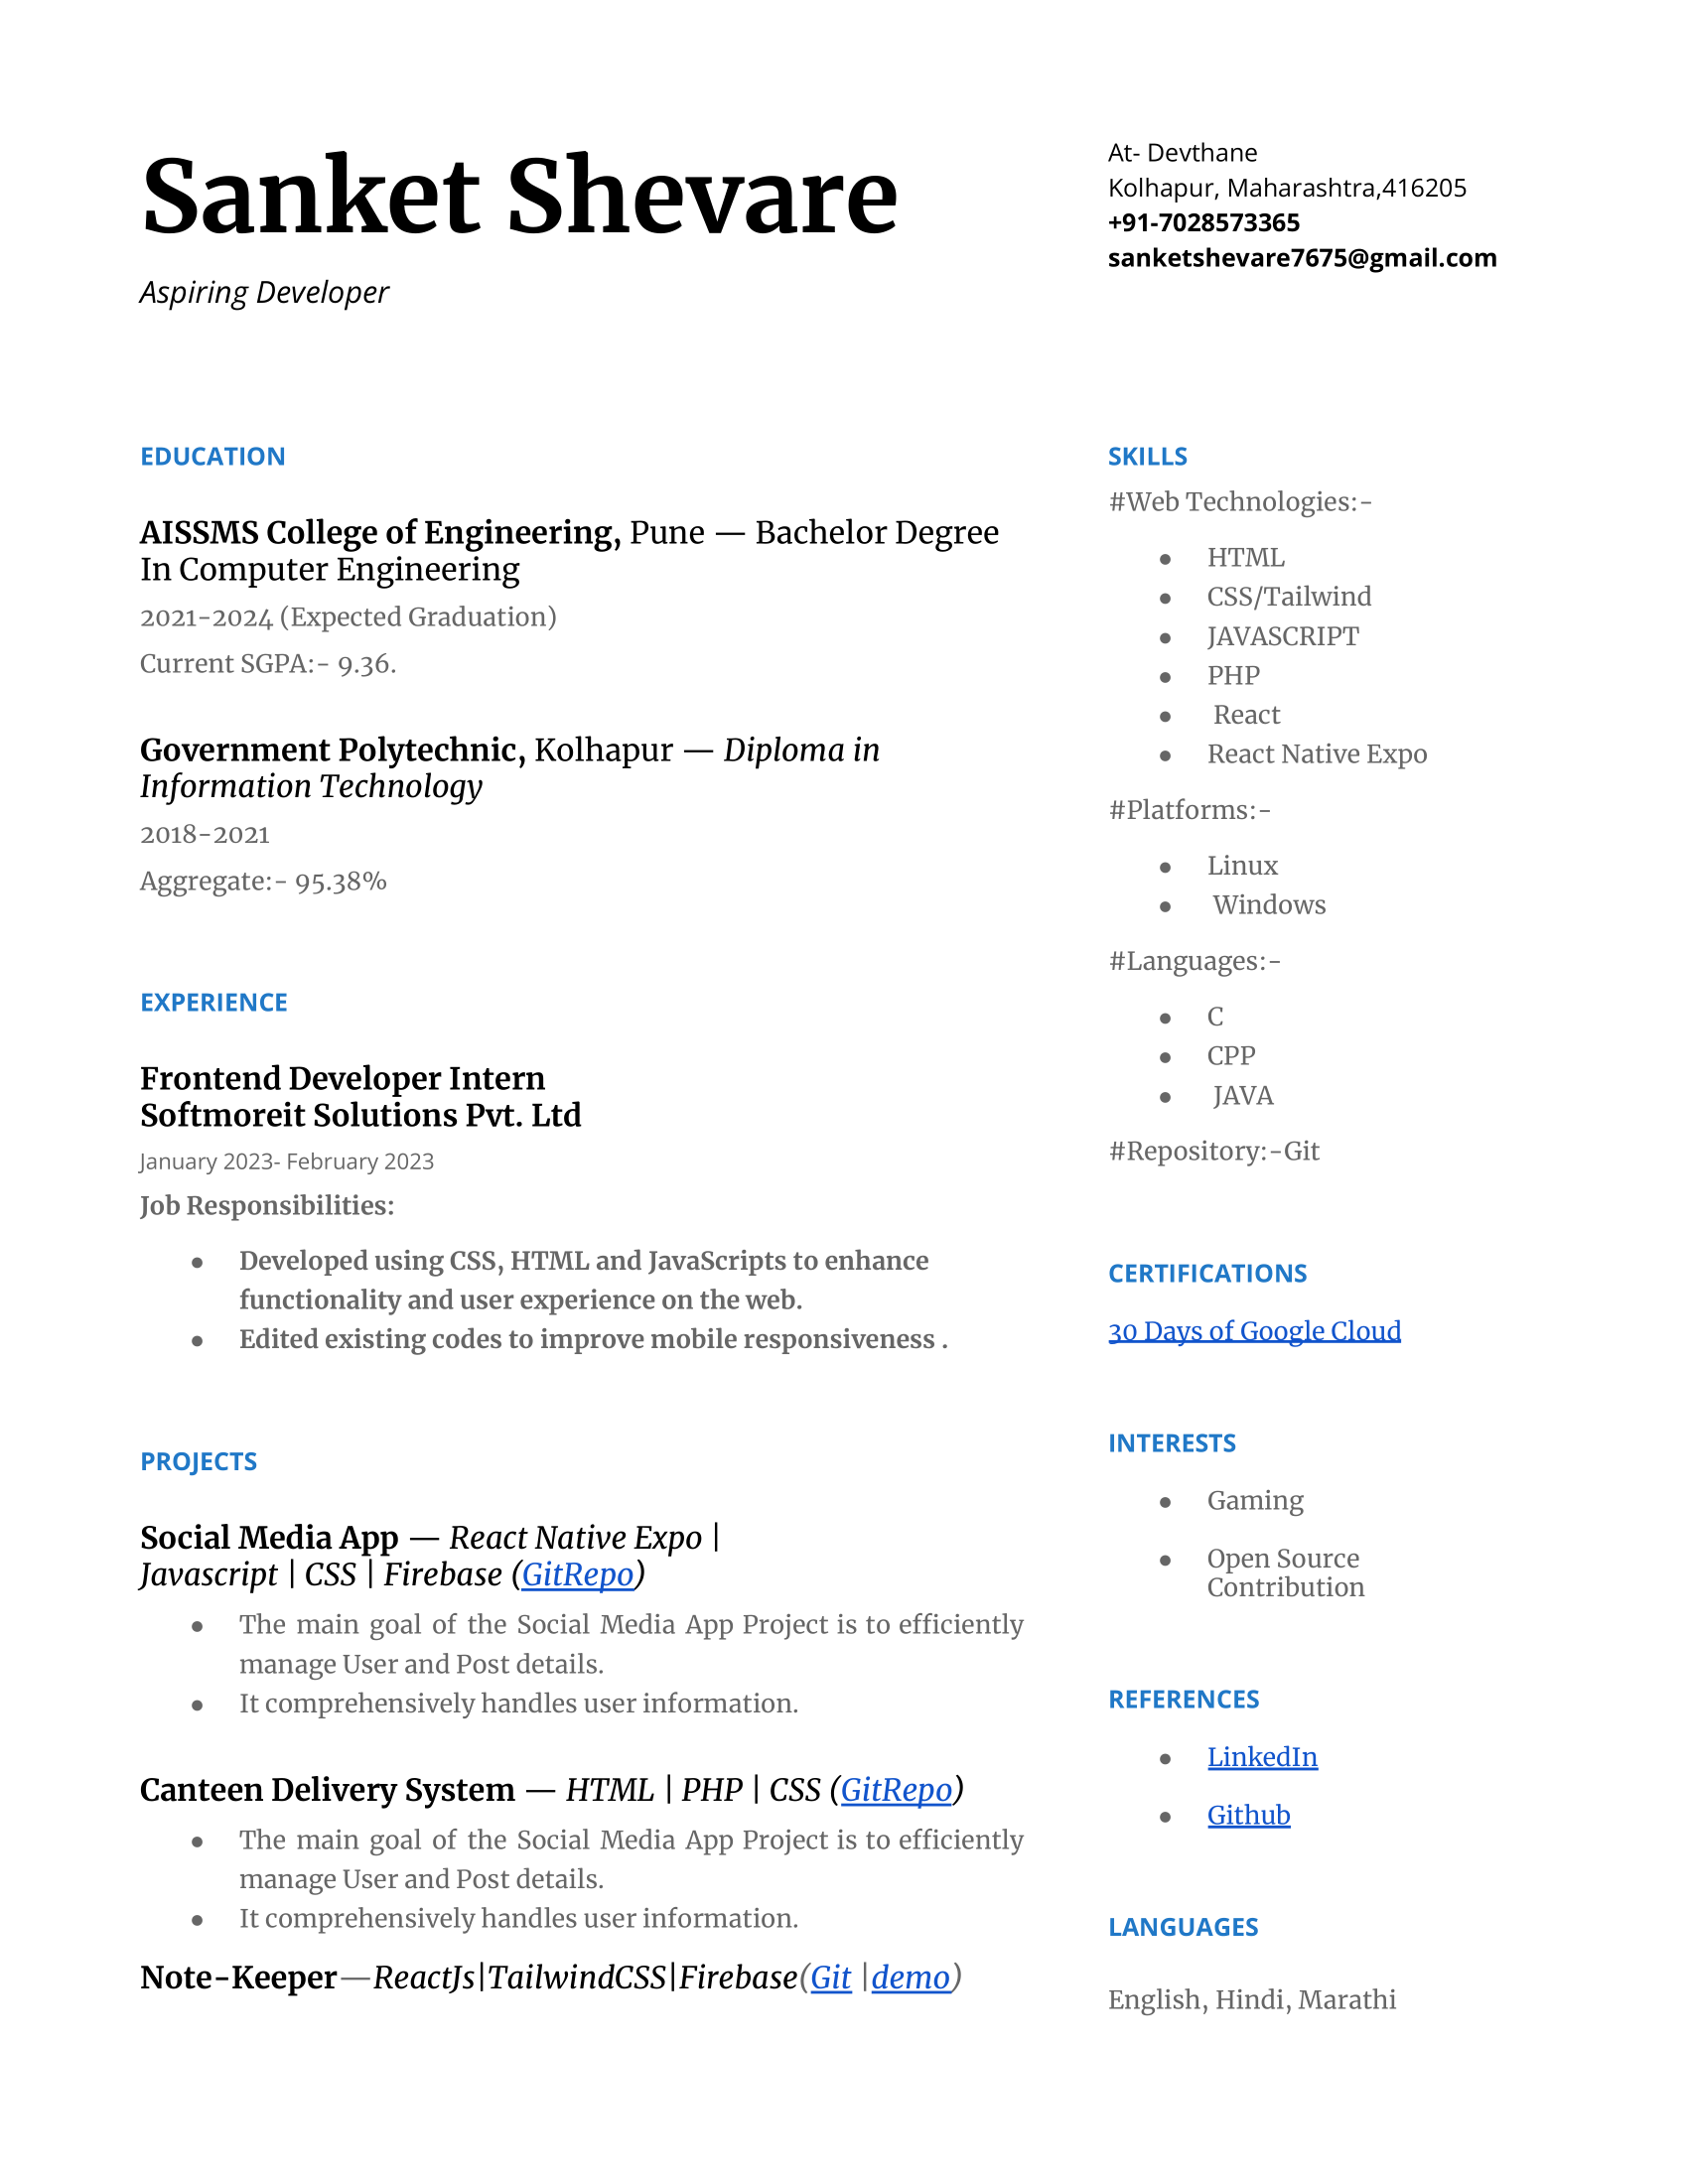 Sanket Shevare
Aspiring Developer
At- Devthane
Kolhapur, Maharashtra,416205
+91-7028573365
sanketshevare7675@gmail.com
EDUCATION
AISSMS College of Engineering, Pune — Bachelor Degree
In Computer Engineering
2021-2024 (Expected Graduation)
Current SGPA:- 9.36.
Government Polytechnic, Kolhapur — Diploma in
Information Technology
2018-2021
Aggregate:- 95.38%
EXPERIENCE
Frontend Developer Intern
Softmoreit Solutions Pvt. Ltd
January 2023- February 2023
Job Responsibilities:
● Developed using CSS, HTML and JavaScripts to enhance
functionality and user experience on the web.
● Edited existing codes to improve mobile responsiveness .
PROJECTS
Social Media App — React Native Expo |
Javascript | CSS | Firebase (GitRepo)
● The main goal of the Social Media App Project is to efficiently
manage User and Post details.
● It comprehensively handles user information.
Canteen Delivery System — HTML | PHP | CSS (GitRepo)
● The main goal of the Social Media App Project is to efficiently
manage User and Post details.
● It comprehensively handles user information.
Note-Keeper—ReactJs|TailwindCSS|Firebase(Git |demo)
SKILLS
#Web Technologies:-
● HTML
● CSS/Tailwind
● JAVASCRIPT
● PHP
● React
● React Native Expo
#Platforms:-
● Linux
● Windows
#Languages:-
● C
● CPP
● JAVA
#Repository:-Git
CERTIFICATIONS
30 Days of Google Cloud
INTERESTS
● Gaming
● Open Source
Contribution
REFERENCES
● LinkedIn
● Github
LANGUAGES
English, Hindi, Marathi